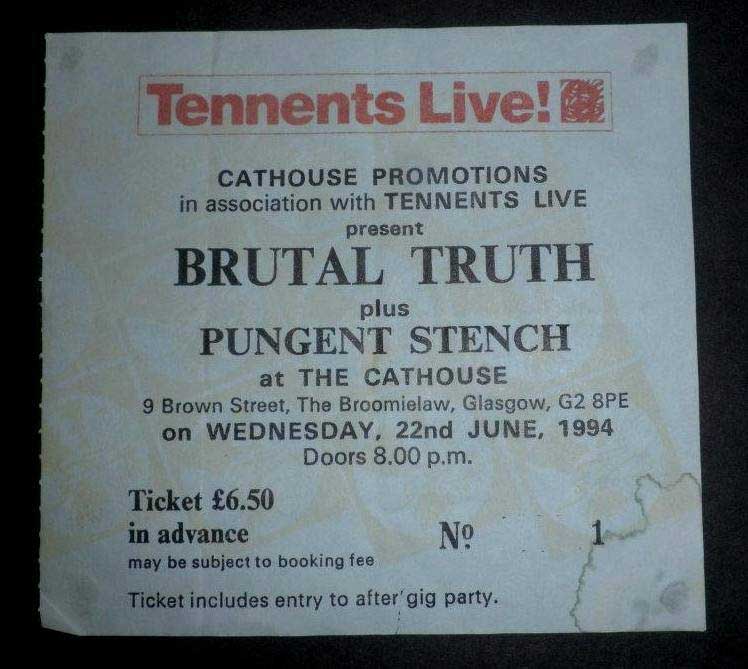 Tennents Live!
CATHOUSE PROMOTIONS
in association with TENNENTS LIVE
present
BRUTAL TRUTH
plus
PUNGENT STENCH
at THE CATHOUSE
9 Brown Street, The Broomielaw, Glasgow, G2 8PE
on WEDNESDAY, 22nd JUNE, 1994
Doors 8.00 p.m.
Ticket £6.50
in advance
Nº 1
may be subject to booking fee
Ticket includes entry to after'gig party.